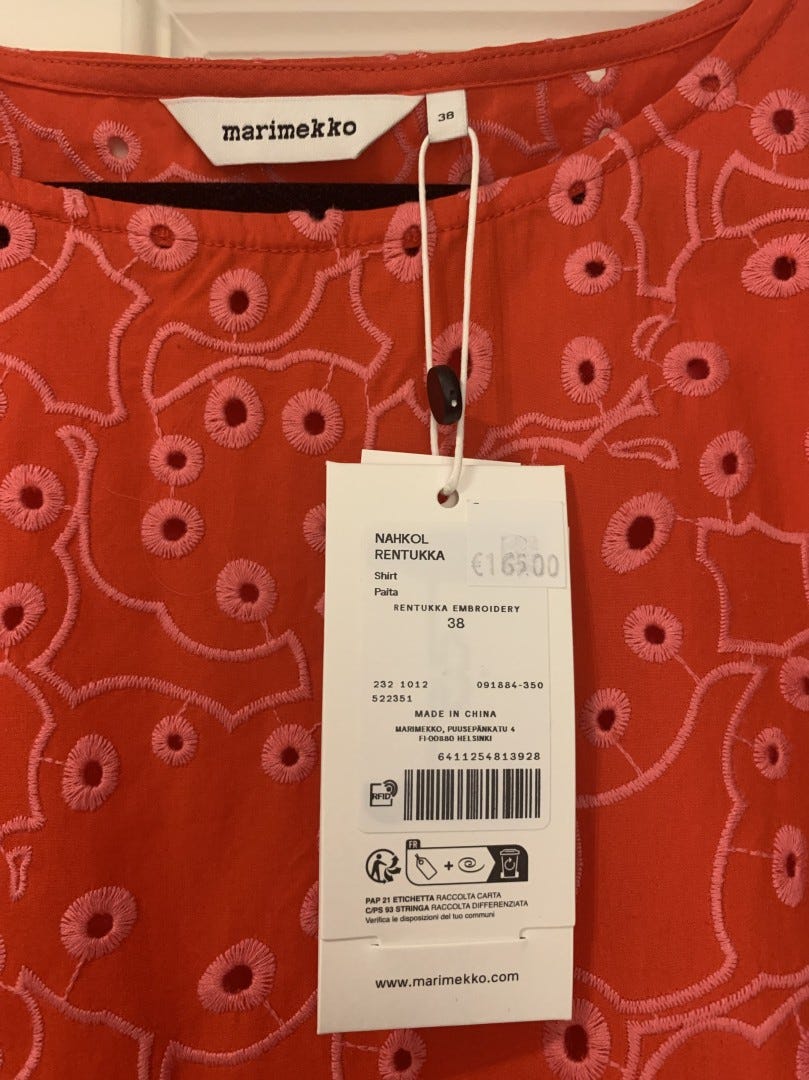 marimekko
38
NAHKOL
RENTUKKA
€165.00
Shirt
Paita
RENTUKKA EMBROIDERY
38
232 1012 091884-350
522351
MADE IN CHINA
MARIMEKKO, PUUSEPÄNKATU 4
FI-00880 HELSINKI
6411254813928
RFID
FR
+
PAP 21 ETICHETTA RACCOLTA CARTA
C/PS 93 STRINGA RACCOLTA DIFFERENZIATA
Verifica le disposizioni del tuo comuni
www.marimekko.com